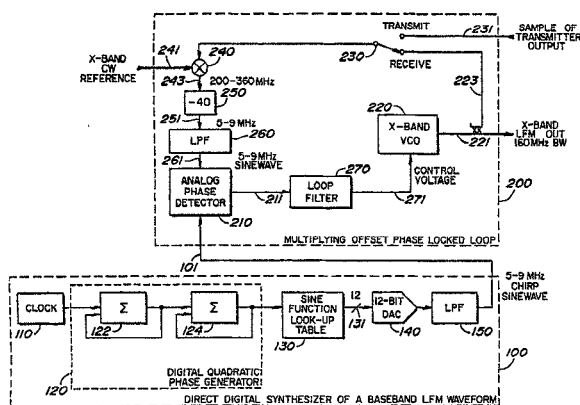 TRANSMIT
231
SAMPLE OF
TRANSMITTER
OUTPUT
X-BAND
CW
REFERENCE
241
240
230
RECEIVE
243
200-360 MHz
223
-40
250
220
251
5-9 MHz
X-BAND
VCO
X-BAND
LFM OUT
160MHz BW
LPF
260
221
261
5-9 MHz
SINEWAVE
270
CONTROL
VOLTAGE
ANALOG
PHASE
DETECTOR
LOOP
FILTER
211
271
210
200
MULTIPLYING OFFSET PHASE LOCKED LOOP
101
5-9 MHz
CHIRP
SINEWAVE
CLOCK
Σ
Σ
SINE
FUNCTION
LOOK-UP
TABLE
12
131
12-BIT
DAC
LPF
110
122
124
130
140
150
120
DIGITAL QUADRATIC
PHASE GENERATOR
100
DIRECT DIGITAL SYNTHESIZER OF A BASEBAND LFM WAVEFORM